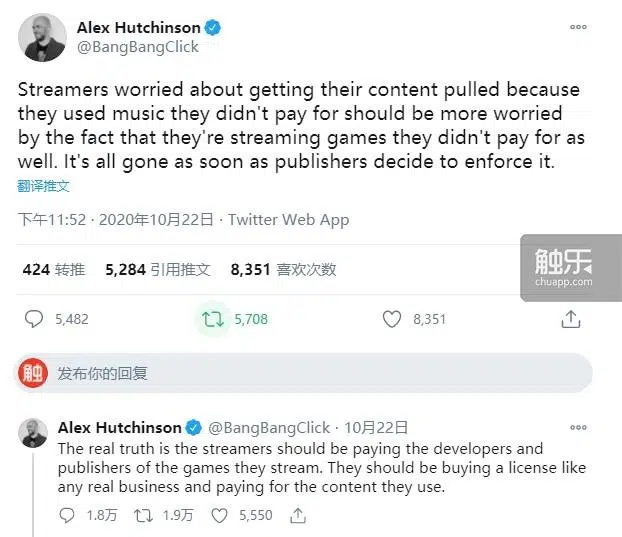 Alex Hutchinson
@BangBangClick
Streamers worried about getting their content pulled because
they used music they didn't pay for should be more worried
by the fact that they're streaming games they didn't pay for as
well. It's all gone as soon as publishers decide to enforce it.
翻译推文
下午11:52 · 2020年10月22日 · Twitter Web App
424 转推 5,284 引用推文 8,351 喜欢次数
触乐
chuapp.com
5,482 5,708 8,351
触 发布你的回复
Alex Hutchinson @BangBangClick · 10月22日
The real truth is the streamers should be paying the developers and
publishers of the games they stream. They should be buying a license like
any real business and paying for the content they use.
1.8万 1.9万 5,550